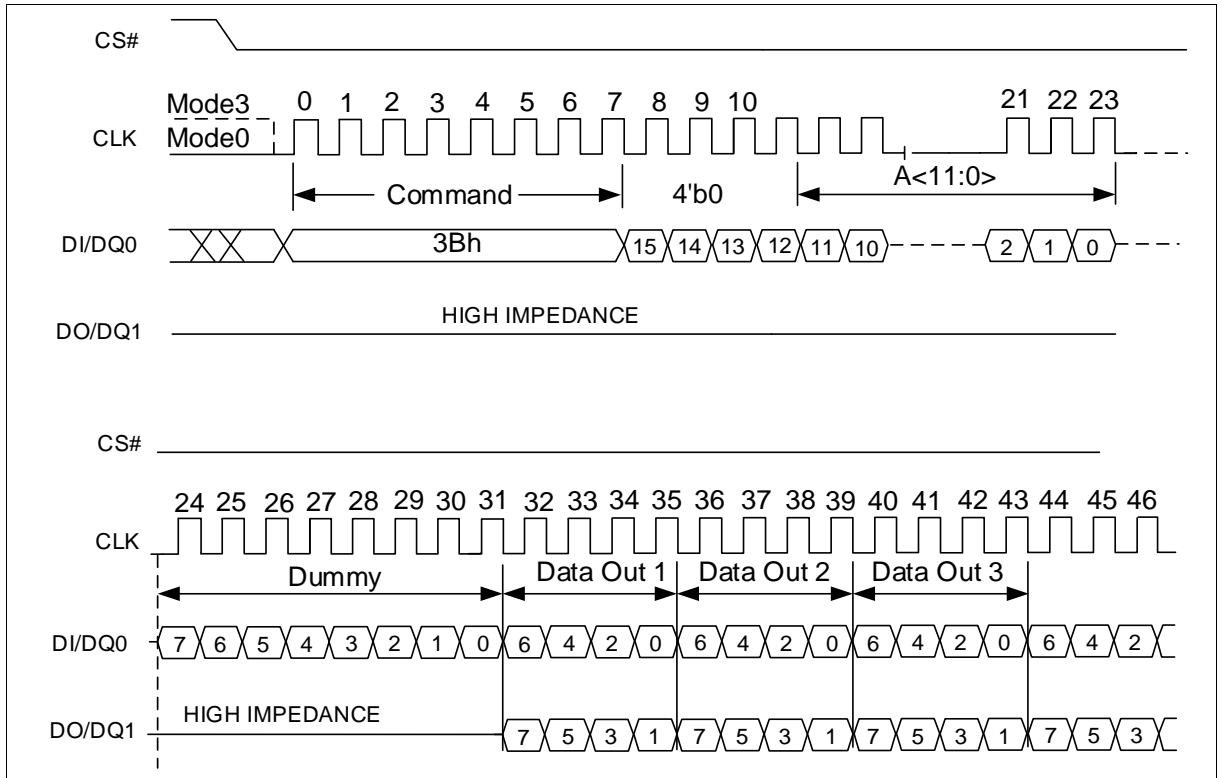 CS#
Mode3 0 1 2 3 4 5 6 7 8 9 10 21 22 23
CLK Mode0
Command 4'b0 A<11:0>
DI/DQ0 3Bh 15 14 13 12 11 10 2 1 0
HIGH IMPEDANCE
DO/DQ1
CS#
24 25 26 27 28 29 30 31 32 33 34 35 36 37 38 39 40 41 42 43 44 45 46
CLK
Dummy Data Out 1 Data Out 2 Data Out 3
DI/DQ0 7 6 5 4 3 2 1 0 6 4 2 0 6 4 2 0 6 4 2 0 6 4 2
HIGH IMPEDANCE
DO/DQ1 7 5 3 1 7 5 3 1 7 5 3 1 7 5 3